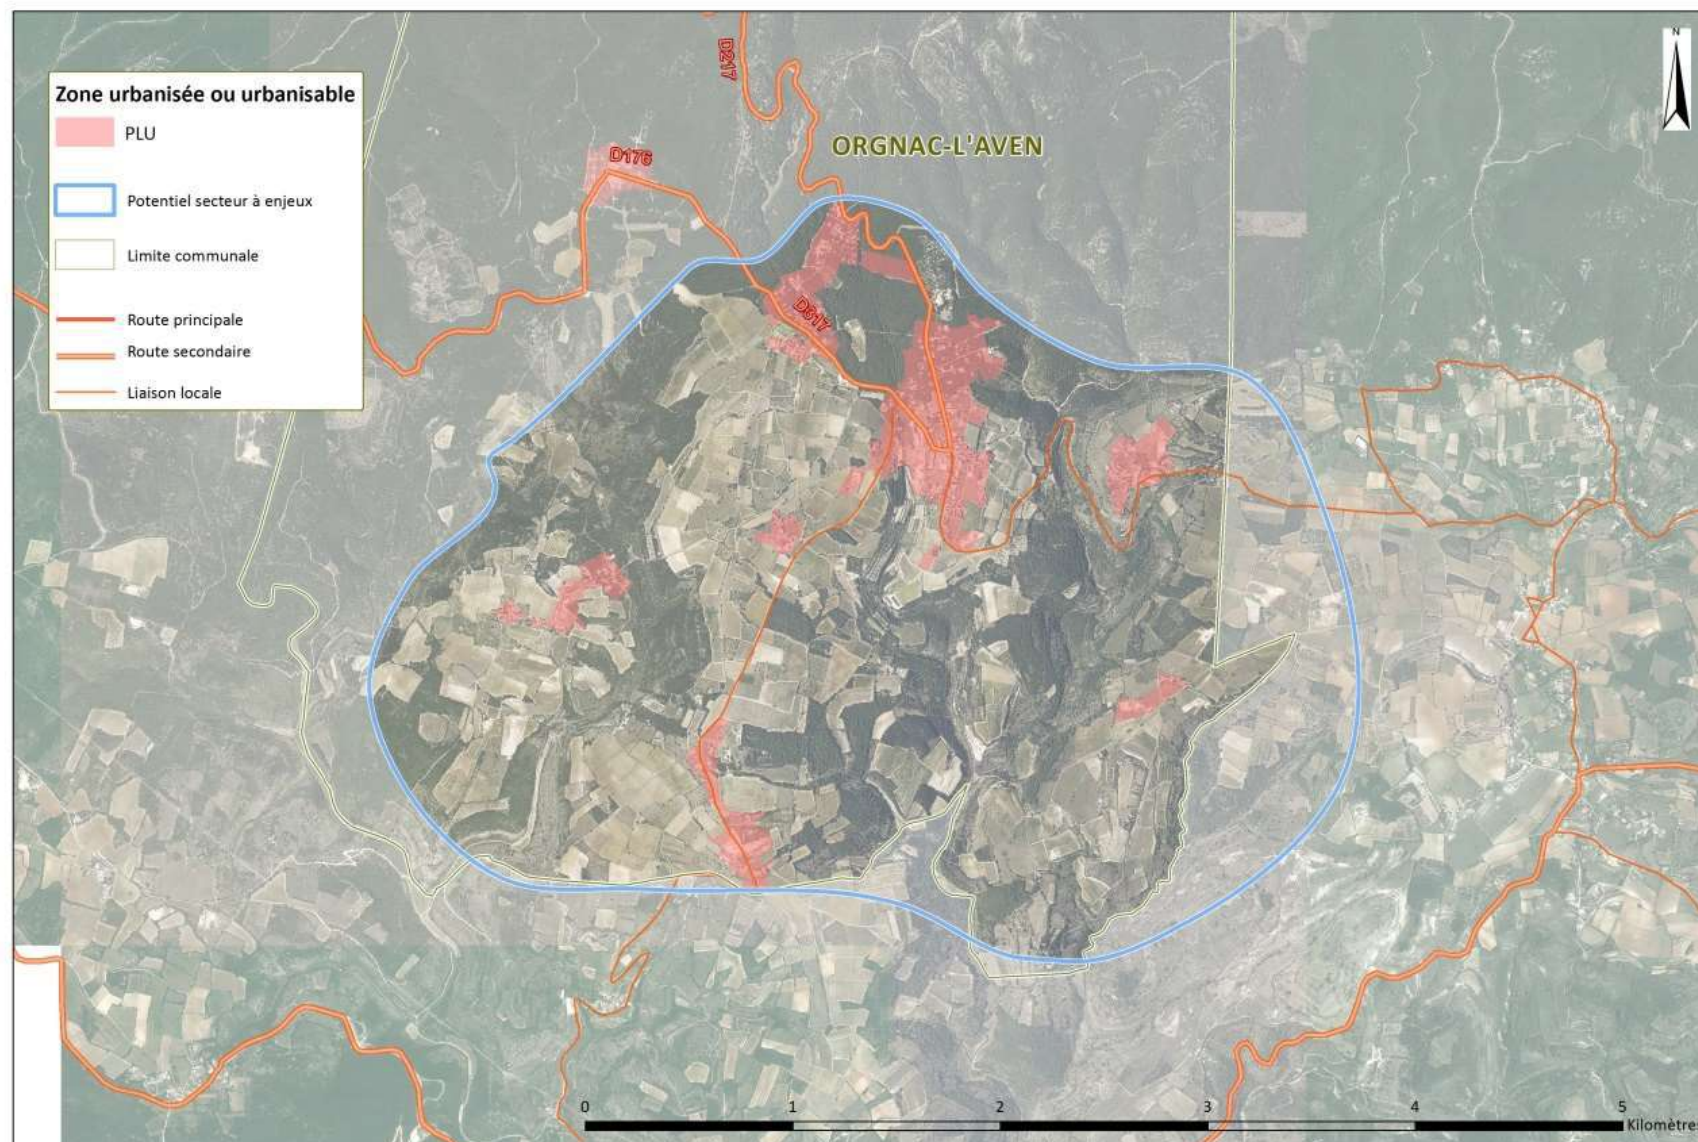 D217
N
Zone urbanisée ou urbanisable
PLU
Potentiel secteur à enjeux
Limite communale
Route principale
Route secondaire
Liaison locale
ORGNAC-L'AVEN
D176
D317
0 1 2 3 4 5
Kilomètres